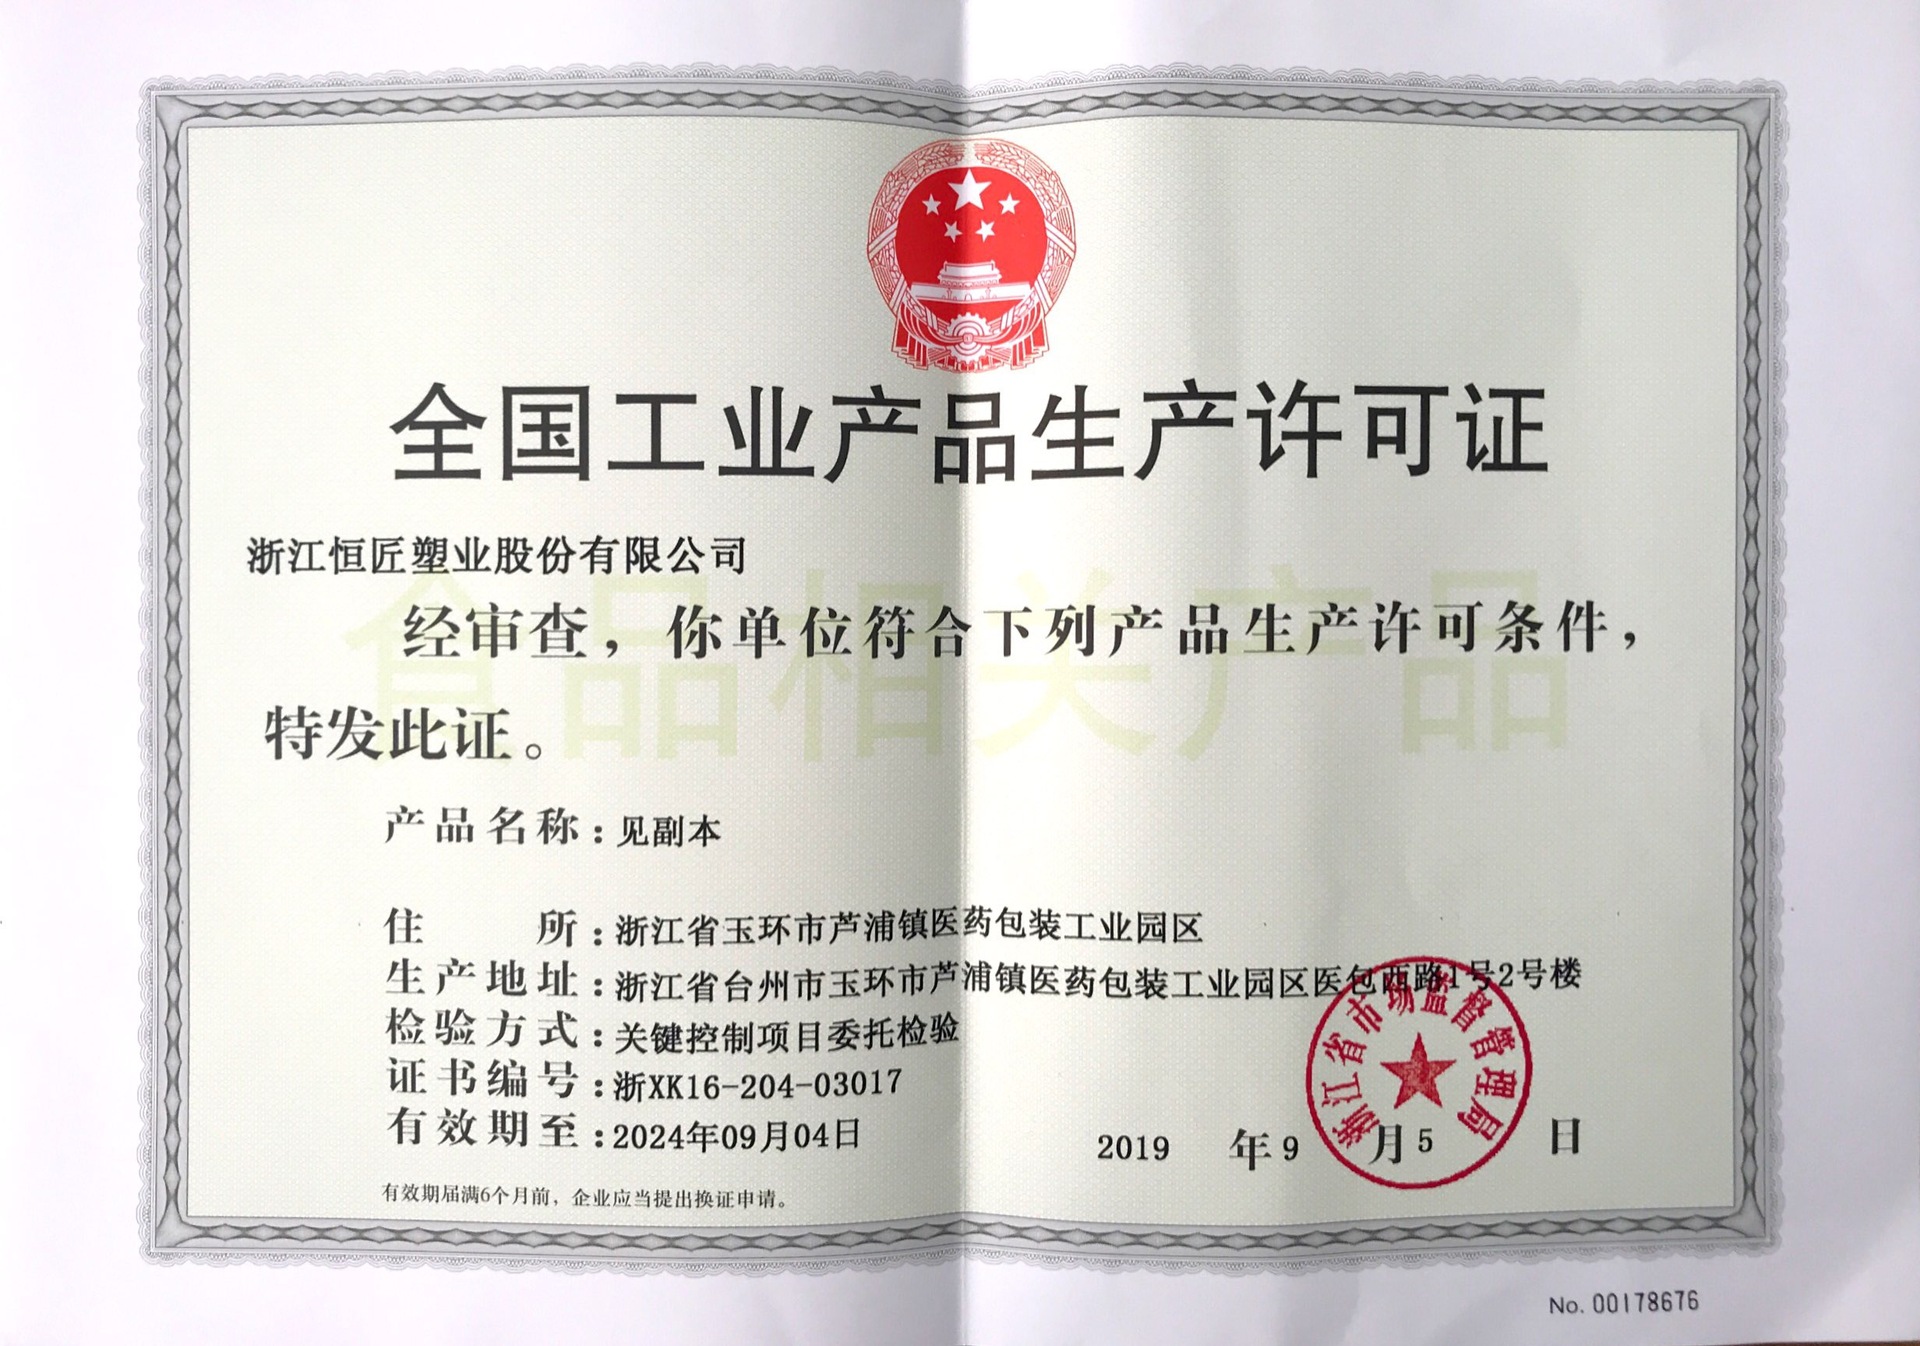 全国工业产品生产许可证
浙江恒匠塑业股份有限公司
食品相关产品
经审查，你单位符合下列产品生产许可条件，
特发此证。
产品名称：见副本
住 所：浙江省玉环市芦浦镇医药包装工业园区
生产地址：浙江省台州市玉环市芦浦镇医药包装工业园区医包西路1号2号楼
检验方式：关键控制项目委托检验
证书编号：浙XK16-204-03017
有效期至：2024年09月04日
浙江省市场监督管理局
2019 年 9 月 5 日
有效期届满6个月前，企业应当提出换证申请。
No. 00178676